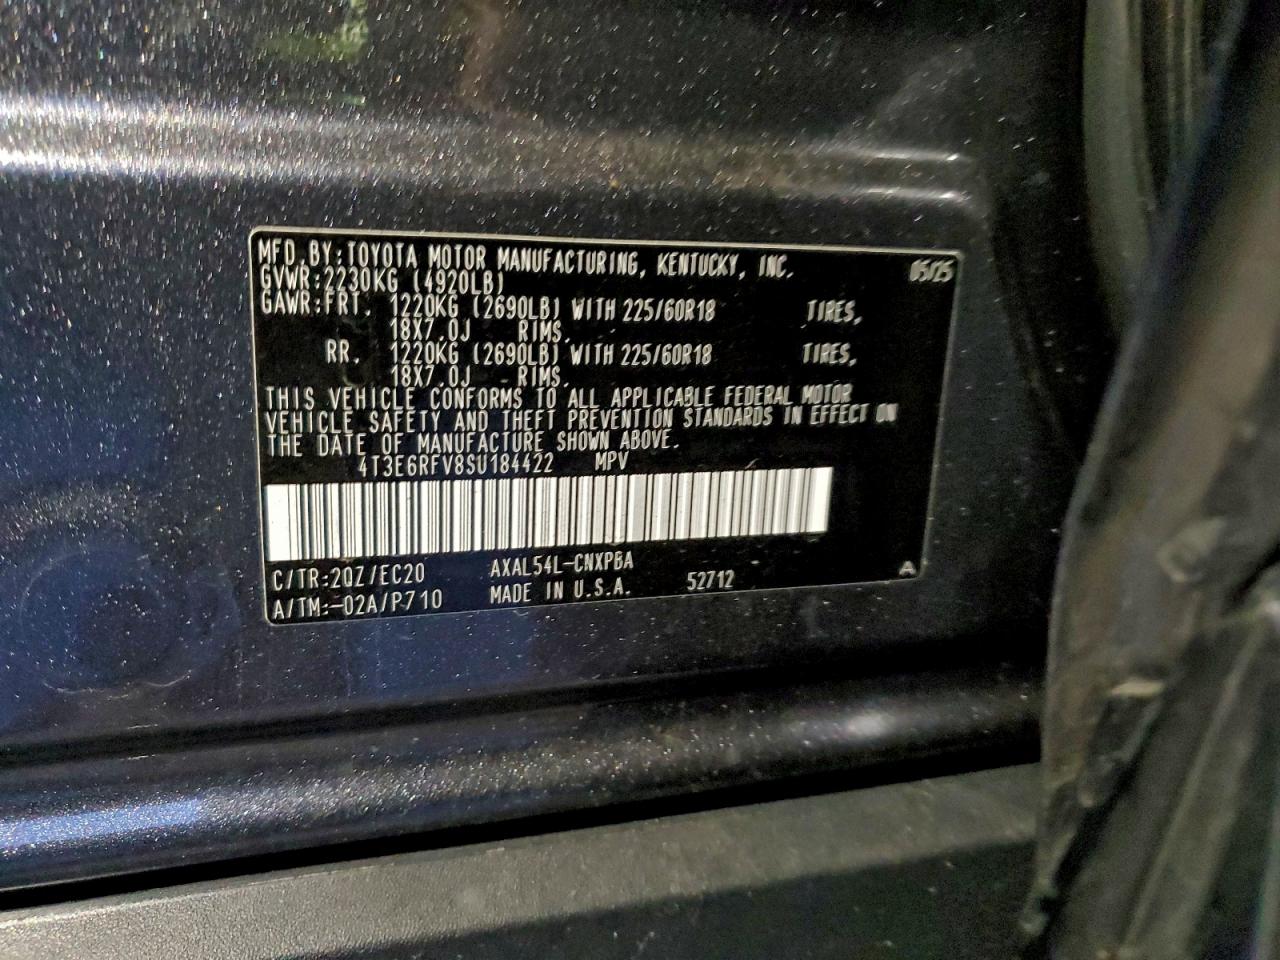 MFD.BY:TOYOTA MOTOR MANUFACTURING, KENTUCKY, INC. 05/25
GVWR:2230KG (4920LB)
GAWR:FRT. 1220KG (2690LB) WITH 225/60R18 TIRES,
18X7.0J RIMS.
RR. 1220KG (2690LB) WITH 225/60R18 TIRES,
18X7.0J RIMS.
THIS VEHICLE CONFORMS TO ALL APPLICABLE FEDERAL MOTOR
VEHICLE SAFETY AND THEFT PREVENTION STANDARDS IN EFFECT ON
THE DATE OF MANUFACTURE SHOWN ABOVE.
4T3E6RFV8SU184422 MPV
C/TR:2QZ/EC20 AXAL54L-CNXPBA
A/TM:-02A/P710 MADE IN U.S.A. 52712 A